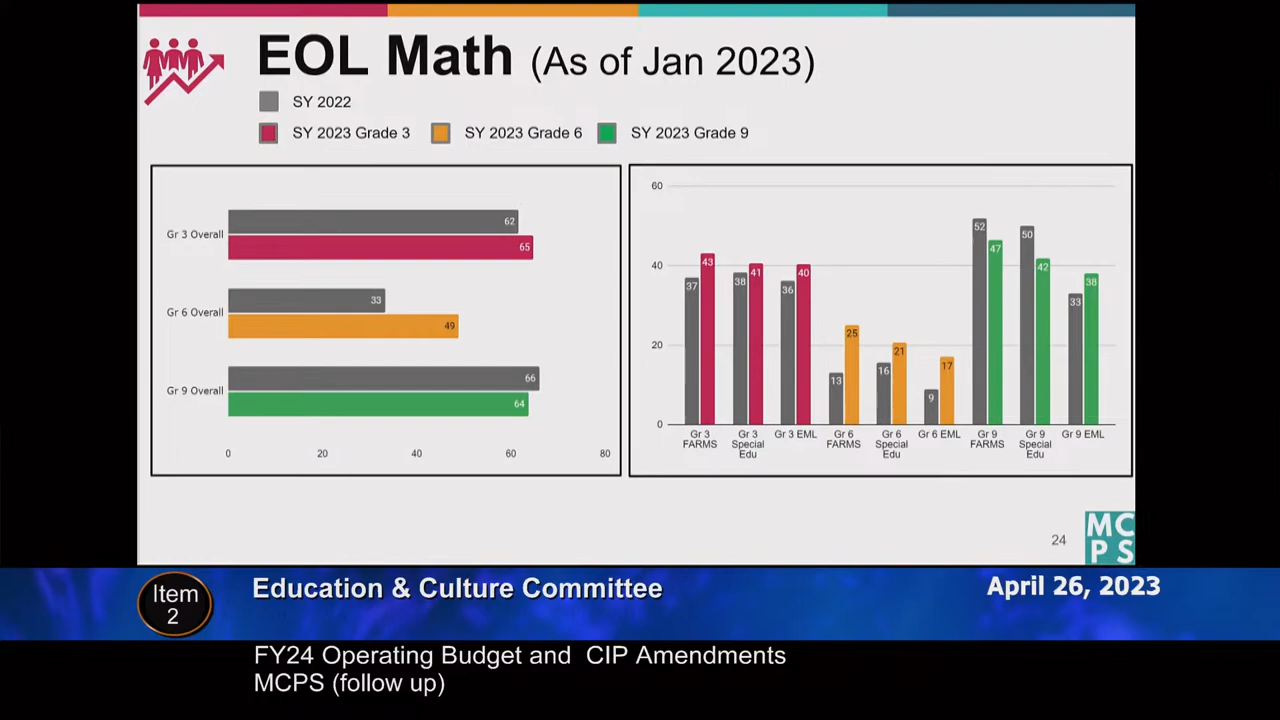 EOL Math (As of Jan 2023)
SY 2022
SY 2023 Grade 3 SY 2023 Grade 6 SY 2023 Grade 9
Gr 3 Overall
62
65
Gr 6 Overall
33
49
Gr 9 Overall
66
64
0 20 40 60 80
60
40
20
0
37 43 38 41 36 40 13 25 16 21 9 17 52 47 50 42 33 38
Gr 3 FARMS
Gr 3 Special Edu
Gr 3 EML
Gr 6 FARMS
Gr 6 Special Edu
Gr 6 EML
Gr 9 FARMS
Gr 9 Special Edu
Gr 9 EML
24
MC
PS
Item
2
Education & Culture Committee
April 26, 2023
FY24 Operating Budget and CIP Amendments
MCPS (follow up)